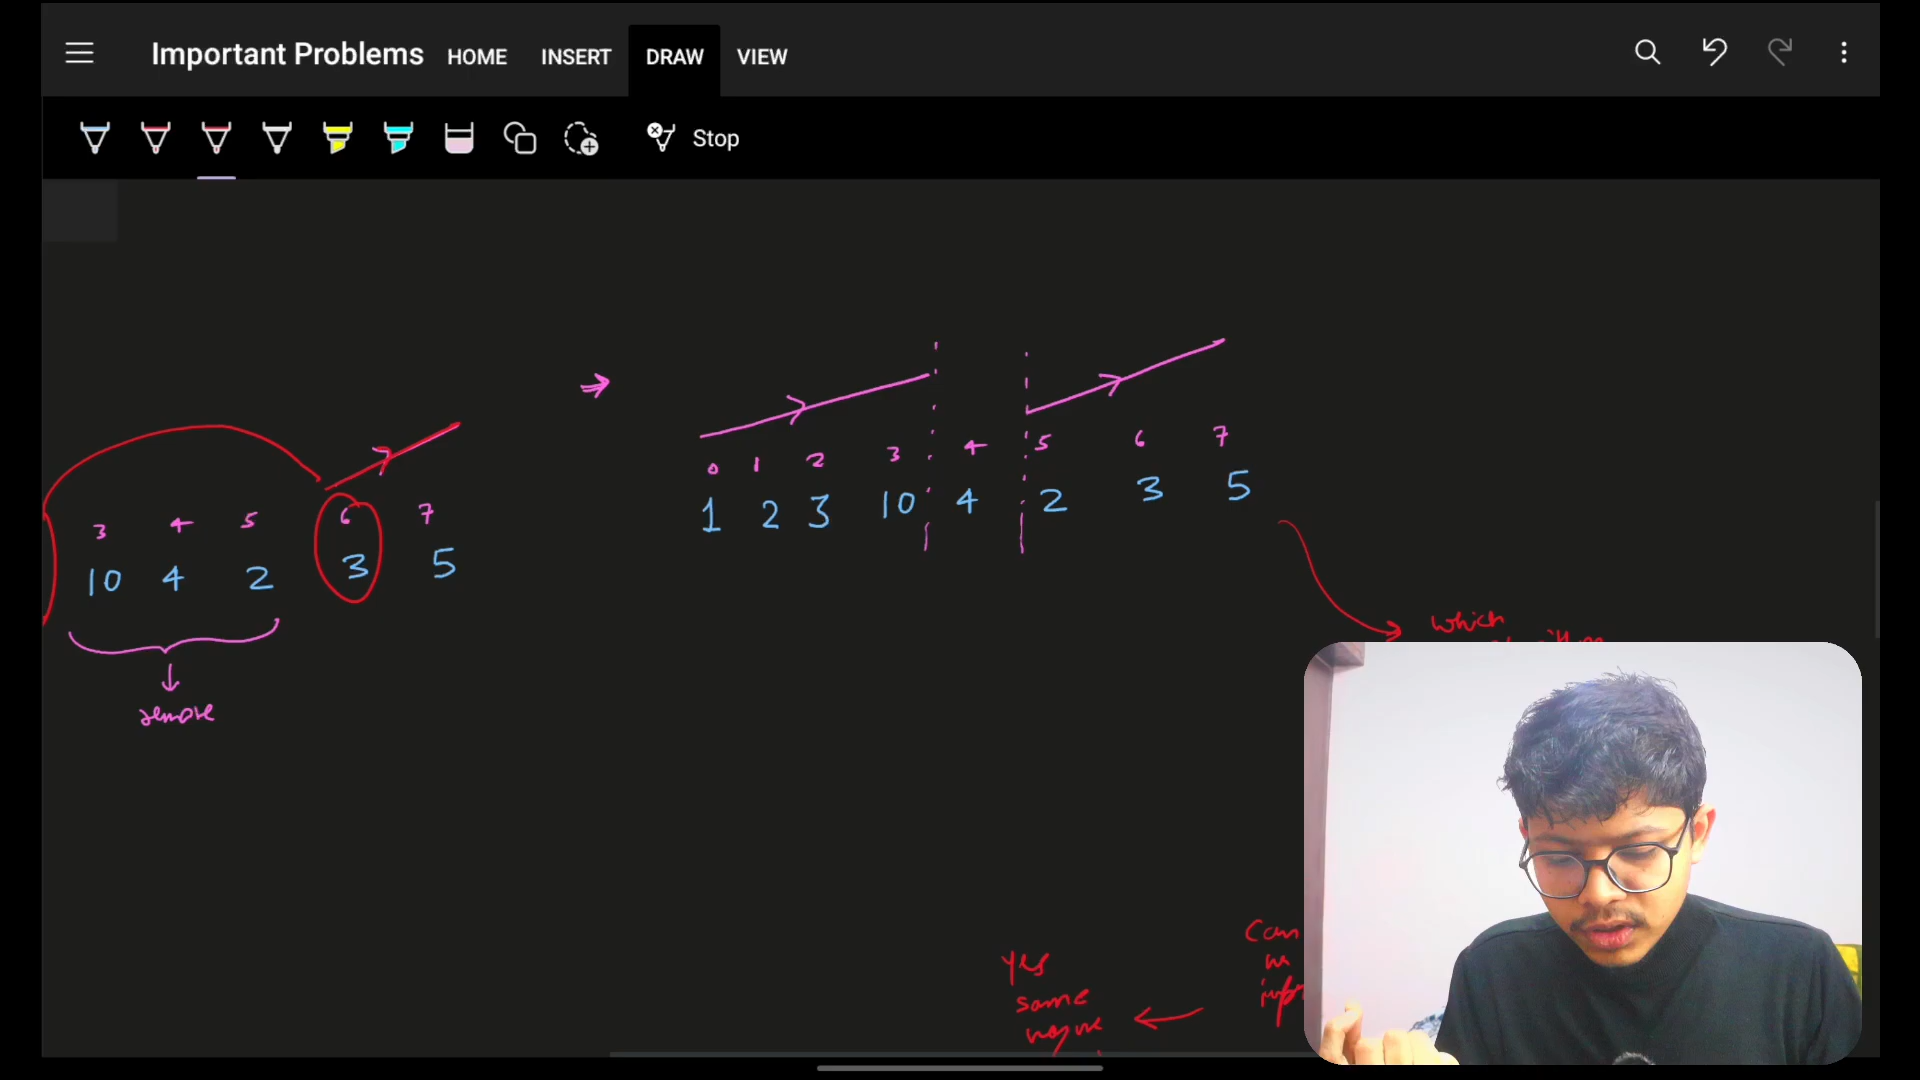 Important Problems HOME INSERT DRAW VIEW
Stop
0 1 2 3 4 5 6 7
1 2 3 10 4 2 3 5
3 4 5 6 7
10 4 2 3 5
remove
which
Can
yes
same